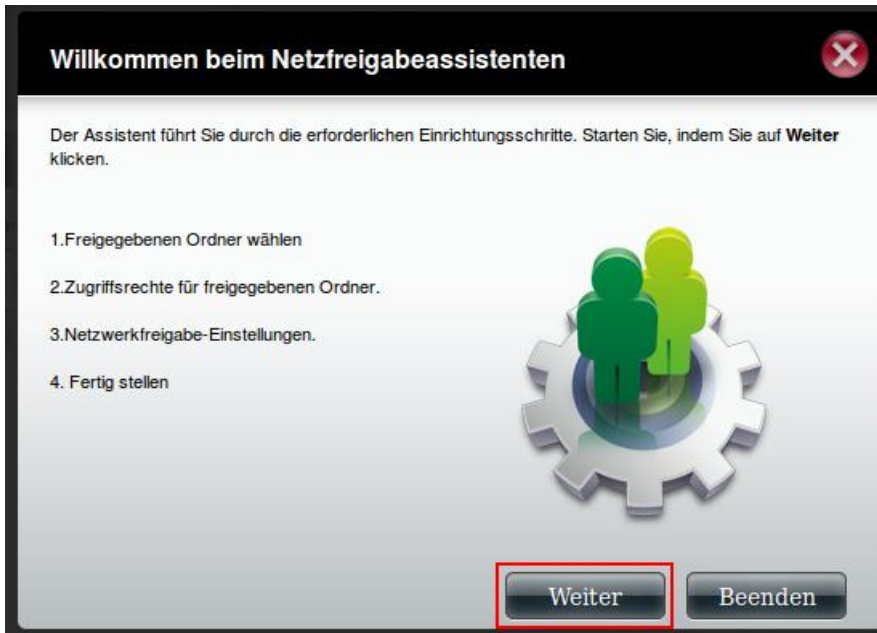 Willkommen beim Netzfreigabeassistenten
Der Assistent führt Sie durch die erforderlichen Einrichtungsschritte. Starten Sie, indem Sie auf Weiter
klicken.
1.Freigegebenen Ordner wählen
2.Zugriffsrechte für freigegebenen Ordner.
3.Netzwerkfreigabe-Einstellungen.
4. Fertig stellen
Weiter
Beenden